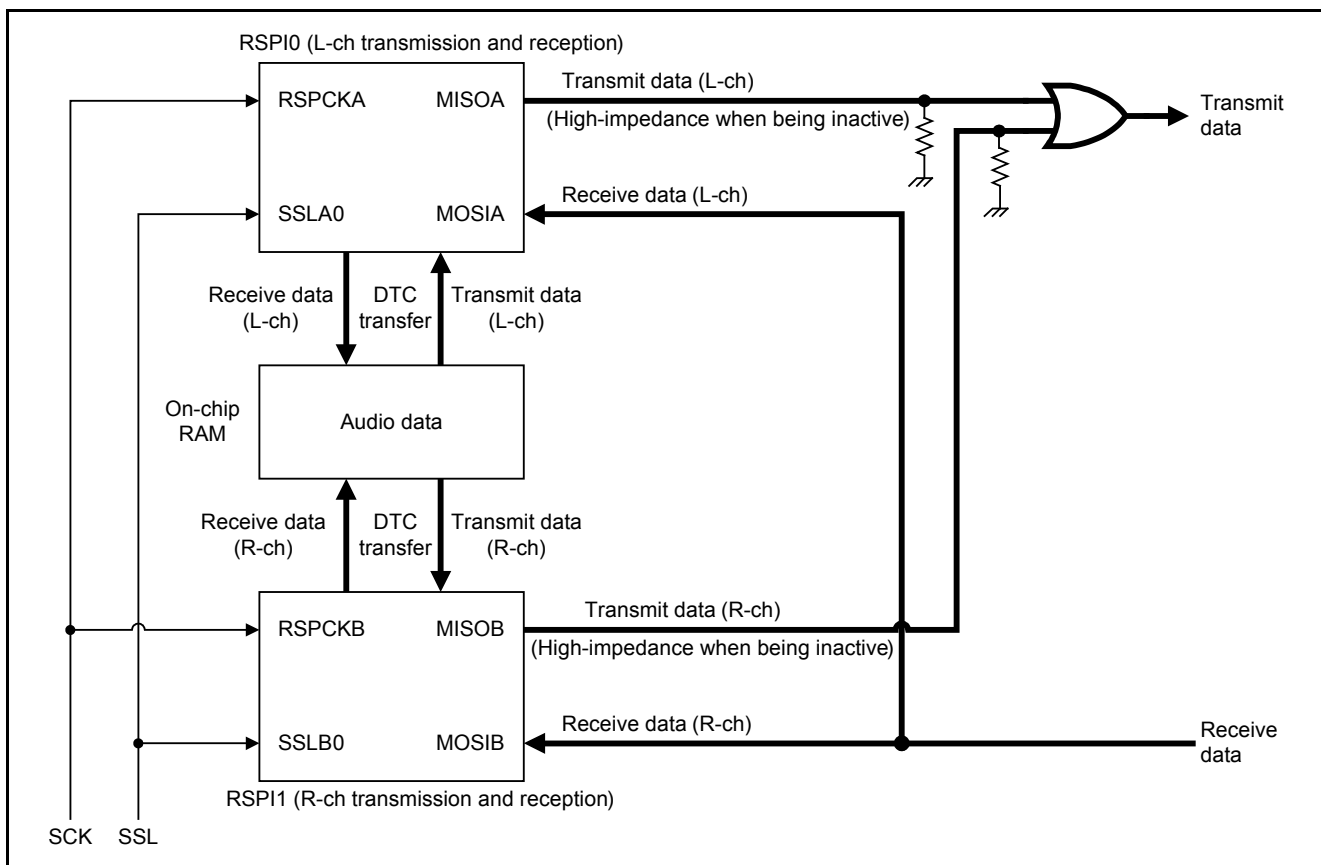 RSPI0 (L-ch transmission and reception)
RSPCKA
MISOA
Transmit data (L-ch)
(High-impedance when being inactive)
Transmit
data
SSLA0
MOSIA
Receive data (L-ch)
Receive data
(L-ch)
DTC
transfer
Transmit data
(L-ch)
On-chip
RAM
Audio data
Receive data
(R-ch)
DTC
transfer
Transmit data
(R-ch)
RSPCKB
MISOB
Transmit data (R-ch)
(High-impedance when being inactive)
SSLB0
MOSIB
Receive data (R-ch)
Receive
data
RSPI1 (R-ch transmission and reception)
SCK
SSL